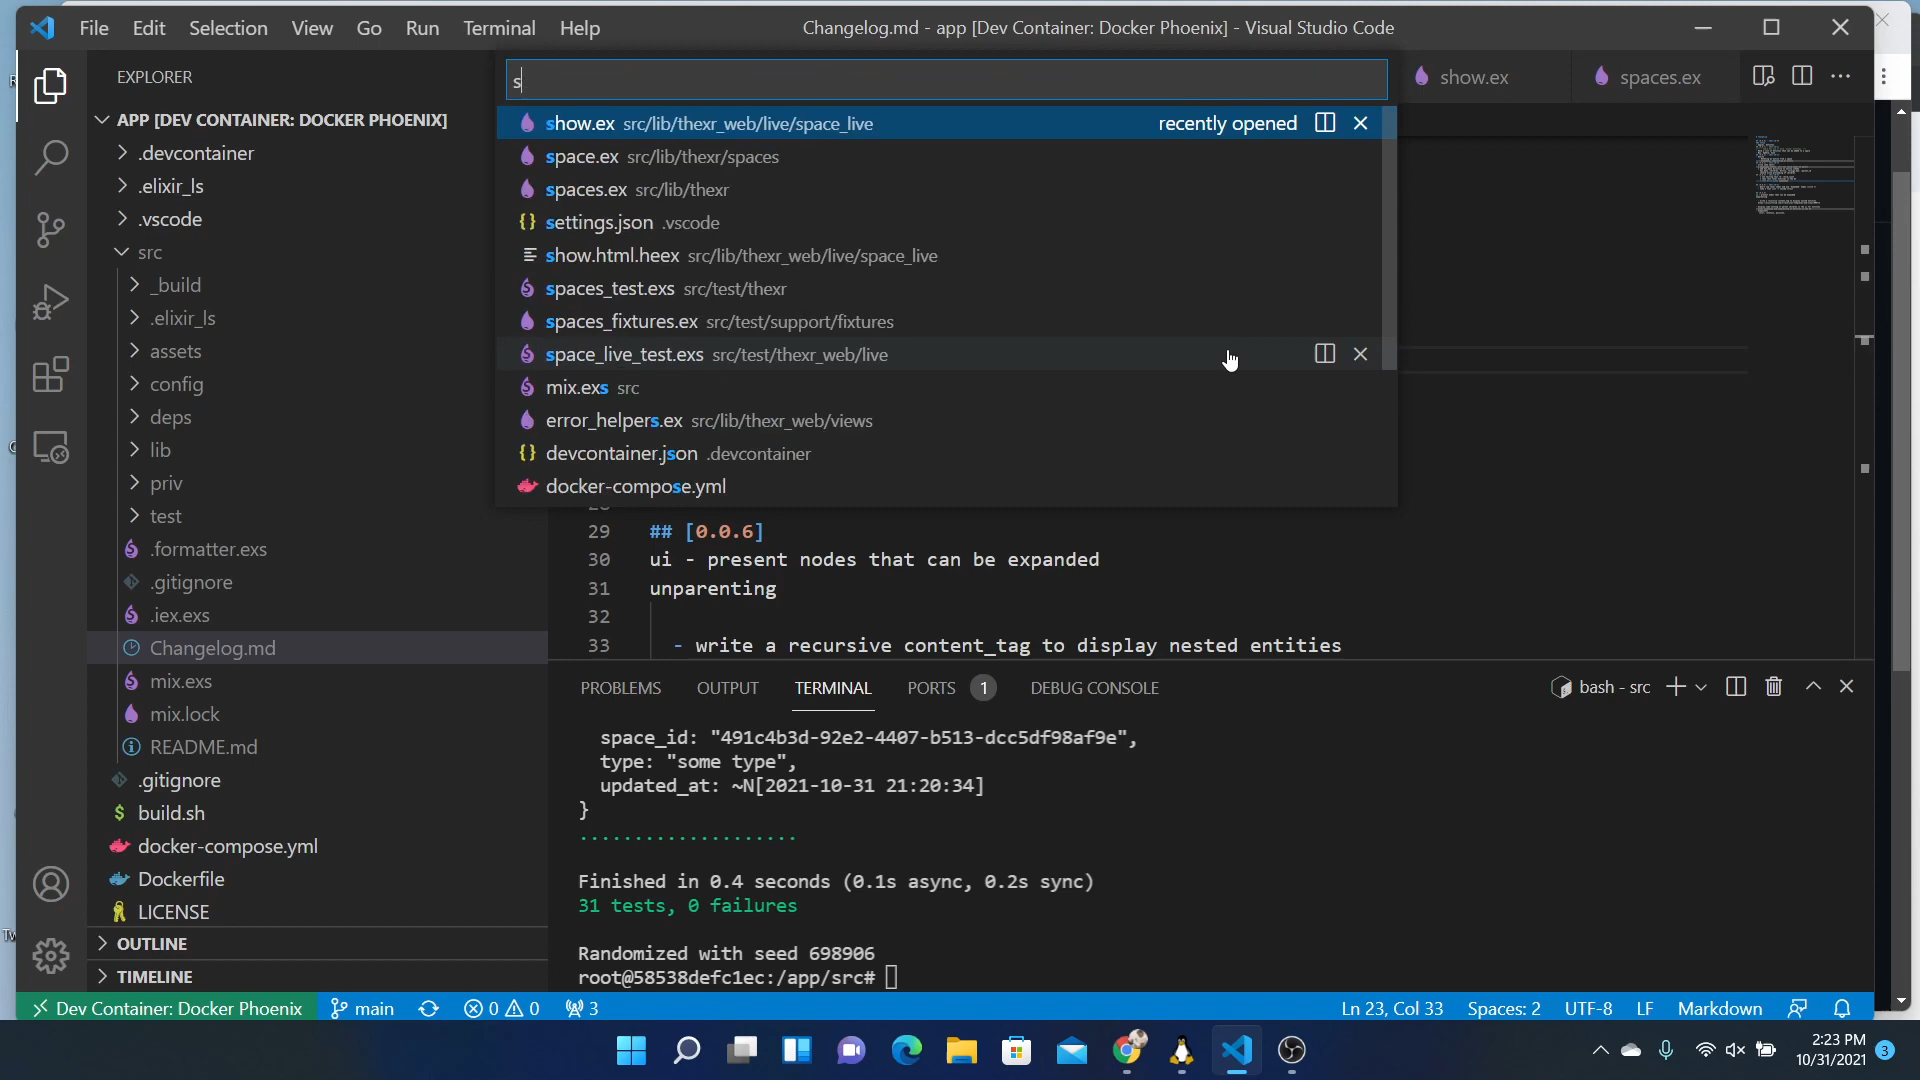 File Edit Selection View Go Run Terminal Help
Changelog.md - app [Dev Container: Docker Phoenix] - Visual Studio Code
EXPLORER
APP [DEV CONTAINER: DOCKER PHOENIX]
.devcontainer
.elixir_ls
.vscode
src
_build
.elixir_ls
assets
config
deps
lib
priv
test
.formatter.exs
.gitignore
.iex.exs
Changelog.md
mix.exs
mix.lock
README.md
.gitignore
build.sh
docker-compose.yml
Dockerfile
LICENSE
OUTLINE
TIMELINE
s
show.ex src/lib/thexr_web/live/space_live recently opened
space.ex src/lib/thexr/spaces
spaces.ex src/lib/thexr
settings.json .vscode
show.html.heex src/lib/thexr_web/live/space_live
spaces_test.exs src/test/thexr
spaces_fixtures.ex src/test/support/fixtures
space_live_test.exs src/test/thexr_web/live
mix.exs src
error_helpers.ex src/lib/thexr_web/views
devcontainer.json .devcontainer
docker-compose.yml
show.ex spaces.ex
29 ## [0.0.6]
30 ui - present nodes that can be expanded
31 unparenting
32
33 - write a recursive content_tag to display nested entities
PROBLEMS OUTPUT TERMINAL PORTS 1 DEBUG CONSOLE
bash - src
space_id: "491c4b3d-92e2-4407-b513-dcc5df98af9e",
type: "some type",
updated_at: ~N[2021-10-31 21:20:34]
}
....................
Finished in 0.4 seconds (0.1s async, 0.2s sync)
31 tests, 0 failures
Randomized with seed 698906
root@58538defc1ec:/app/src#
Dev Container: Docker Phoenix main 0 0 3
Ln 23, Col 33 Spaces: 2 UTF-8 LF Markdown
2:23 PM
10/31/2021 3